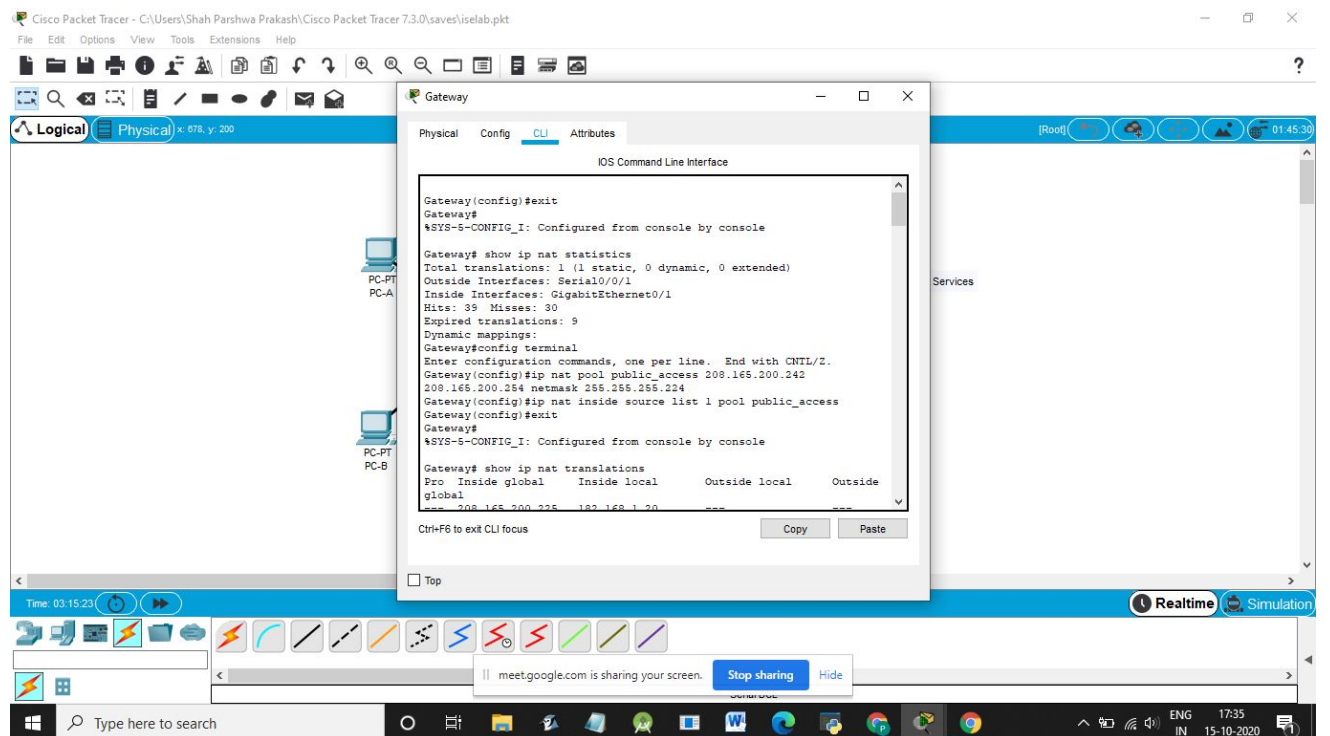 Cisco Packet Tracer - C:\Users\Shah Parshwa Prakash\Cisco Packet Tracer 7.3.0\saves\iselab.pkt
File Edit Options View Tools Extensions Help
?
Logical Physical x: 678, y: 200
[Root] 01:45:30
Gateway
Physical Config CLI Attributes
IOS Command Line Interface
Gateway(config)#exit
Gateway#
%SYS-5-CONFIG_I: Configured from console by console
Gateway# show ip nat statistics
Total translations: 1 (1 static, 0 dynamic, 0 extended)
Outside Interfaces: Serial0/0/1
Inside Interfaces: GigabitEthernet0/1
Hits: 39 Misses: 30
Expired translations: 9
Dynamic mappings:
Gateway#config terminal
Enter configuration commands, one per line. End with CNTL/Z.
Gateway(config)#ip nat pool public_access 208.165.200.242
208.165.200.254 netmask 255.255.255.224
Gateway(config)#ip nat inside source list 1 pool public_access
Gateway(config)#exit
Gateway#
%SYS-5-CONFIG_I: Configured from console by console
Gateway# show ip nat translations
Pro Inside global Inside local Outside local Outside
global
--- 208.165.200.225 182.168.1.20 --- ---
Ctrl+F6 to exit CLI focus
Copy Paste
Top
PC-PT
PC-A
Services
PC-PT
PC-B
Time: 03:15:23
Realtime Simulation
meet.google.com is sharing your screen. Stop sharing Hide
Type here to search
ENG 17:35
IN 15-10-2020